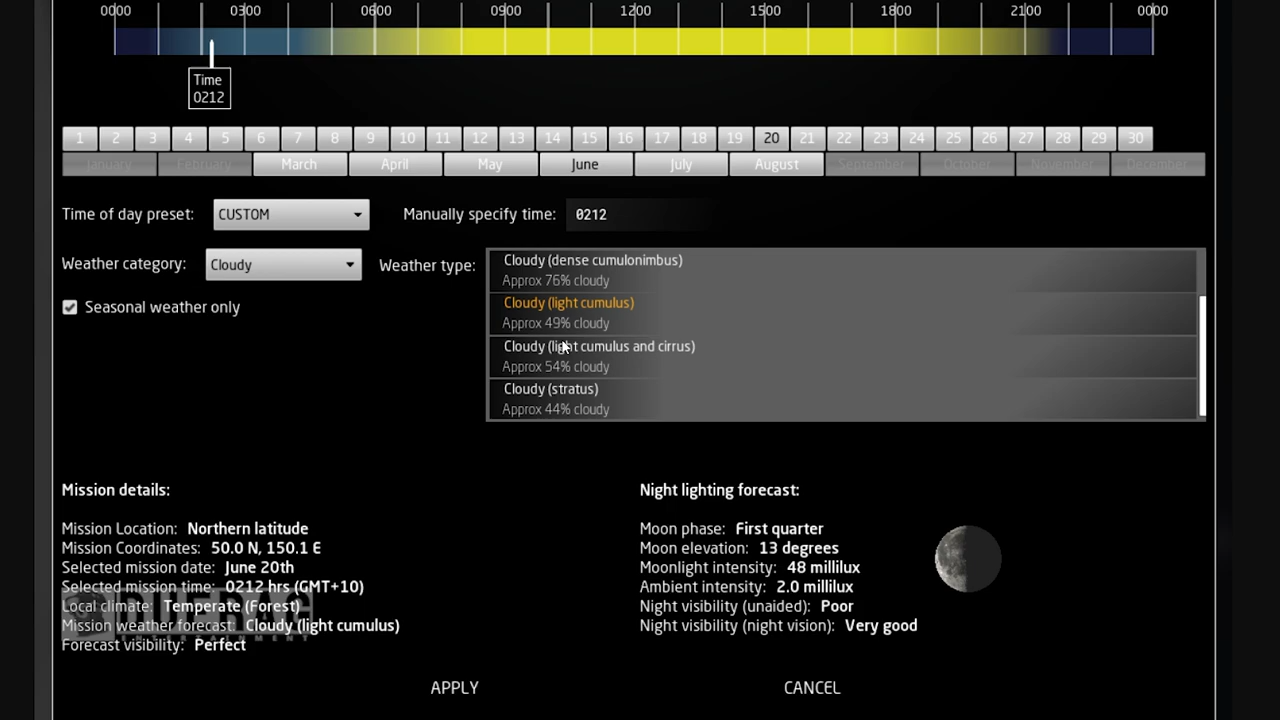 0000 0300 0600 0900 1200 1500 1800 2100 0000
Time
0212
1 2 3 4 5 6 7 8 9 10 11 12 13 14 15 16 17 18 19 20 21 22 23 24 25 26 27 28 29 30
January February March April May June July August September October November December
Time of day preset: CUSTOM Manually specify time: 0212
Weather category: Cloudy Weather type:
Cloudy (dense cumulonimbus)
Approx 76% cloudy
Seasonal weather only
Cloudy (light cumulus)
Approx 49% cloudy
Cloudy (light cumulus and cirrus)
Approx 54% cloudy
Cloudy (stratus)
Approx 44% cloudy
Mission details:
Mission Location: Northern latitude
Mission Coordinates: 50.0 N, 150.1 E
Selected mission date: June 20th
Selected mission time: 0212 hrs (GMT+10)
Local climate: Temperate (Forest)
Mission weather forecast: Cloudy (light cumulus)
Forecast visibility: Perfect
Night lighting forecast:
Moon phase: First quarter
Moon elevation: 13 degrees
Moonlight intensity: 48 millilux
Ambient intensity: 2.0 millilux
Night visibility (unaided): Poor
Night visibility (night vision): Very good
APPLY CANCEL